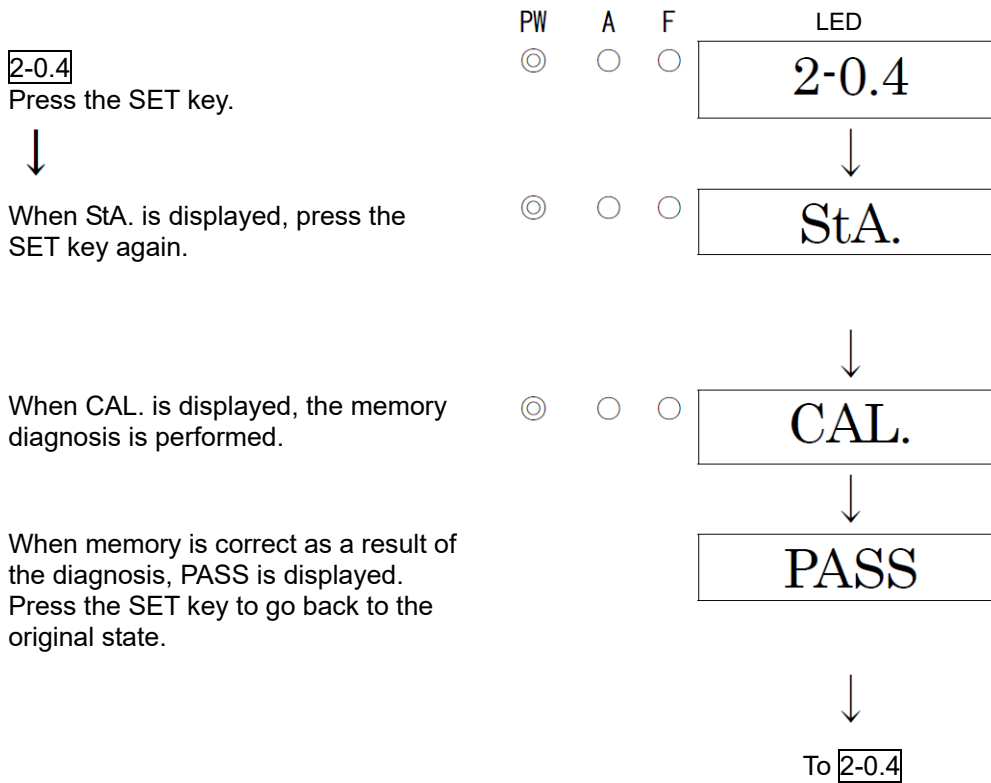 PW A F LED
2-0.4
Press the SET key.
2-0.4
When StA. is displayed, press the
SET key again.
StA.
When CAL. is displayed, the memory
diagnosis is performed.
CAL.
When memory is correct as a result of
the diagnosis, PASS is displayed.
Press the SET key to go back to the
original state.
PASS
To 2-0.4